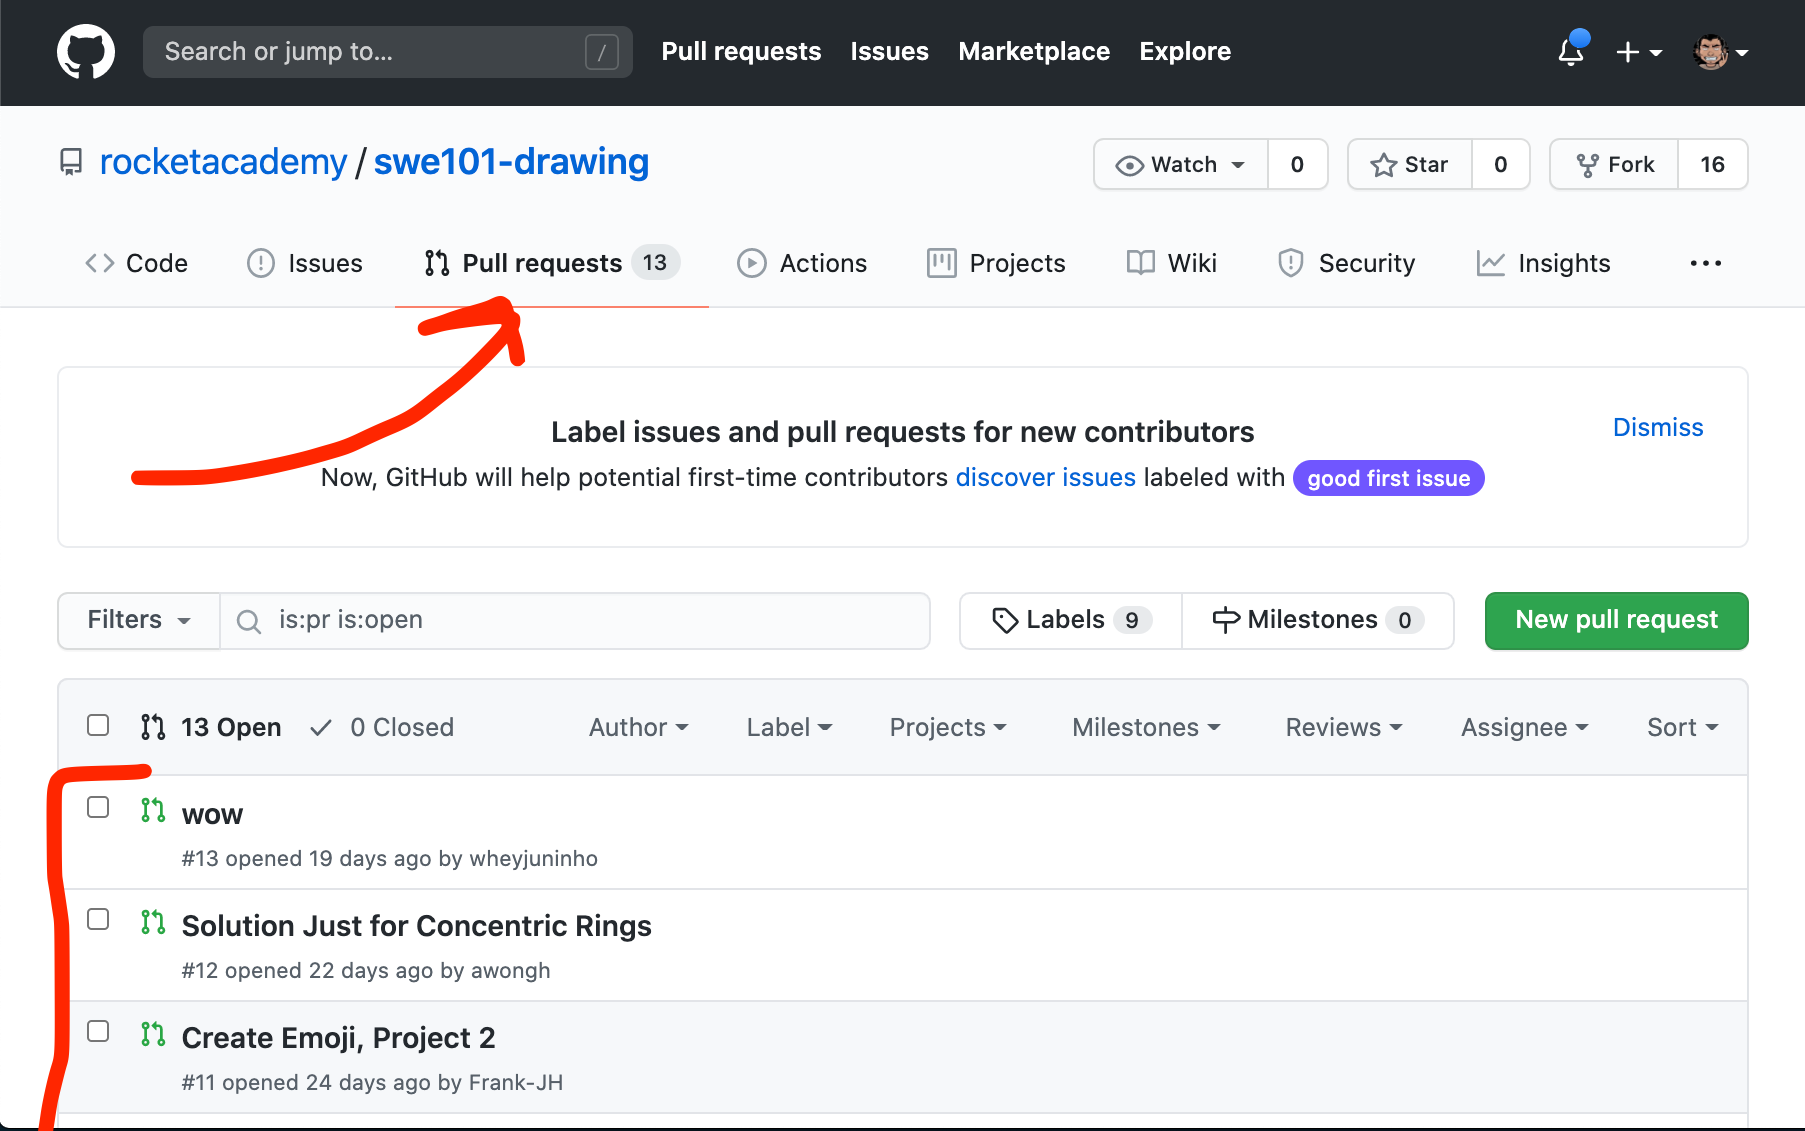 Search or jump to... /
Pull requests Issues Marketplace Explore
rocketacademy / swe101-drawing
Watch 0 Star 0 Fork 16
Code Issues Pull requests 13 Actions Projects Wiki Security Insights ...
Label issues and pull requests for new contributors
Dismiss
Now, GitHub will help potential first-time contributors discover issues labeled with good first issue
Filters is:pr is:open Labels 9 Milestones 0 New pull request
13 Open 0 Closed Author Label Projects Milestones Reviews Assignee Sort
wow
#13 opened 19 days ago by wheyjuninho
Solution Just for Concentric Rings
#12 opened 22 days ago by awongh
Create Emoji, Project 2
#11 opened 24 days ago by Frank-JH